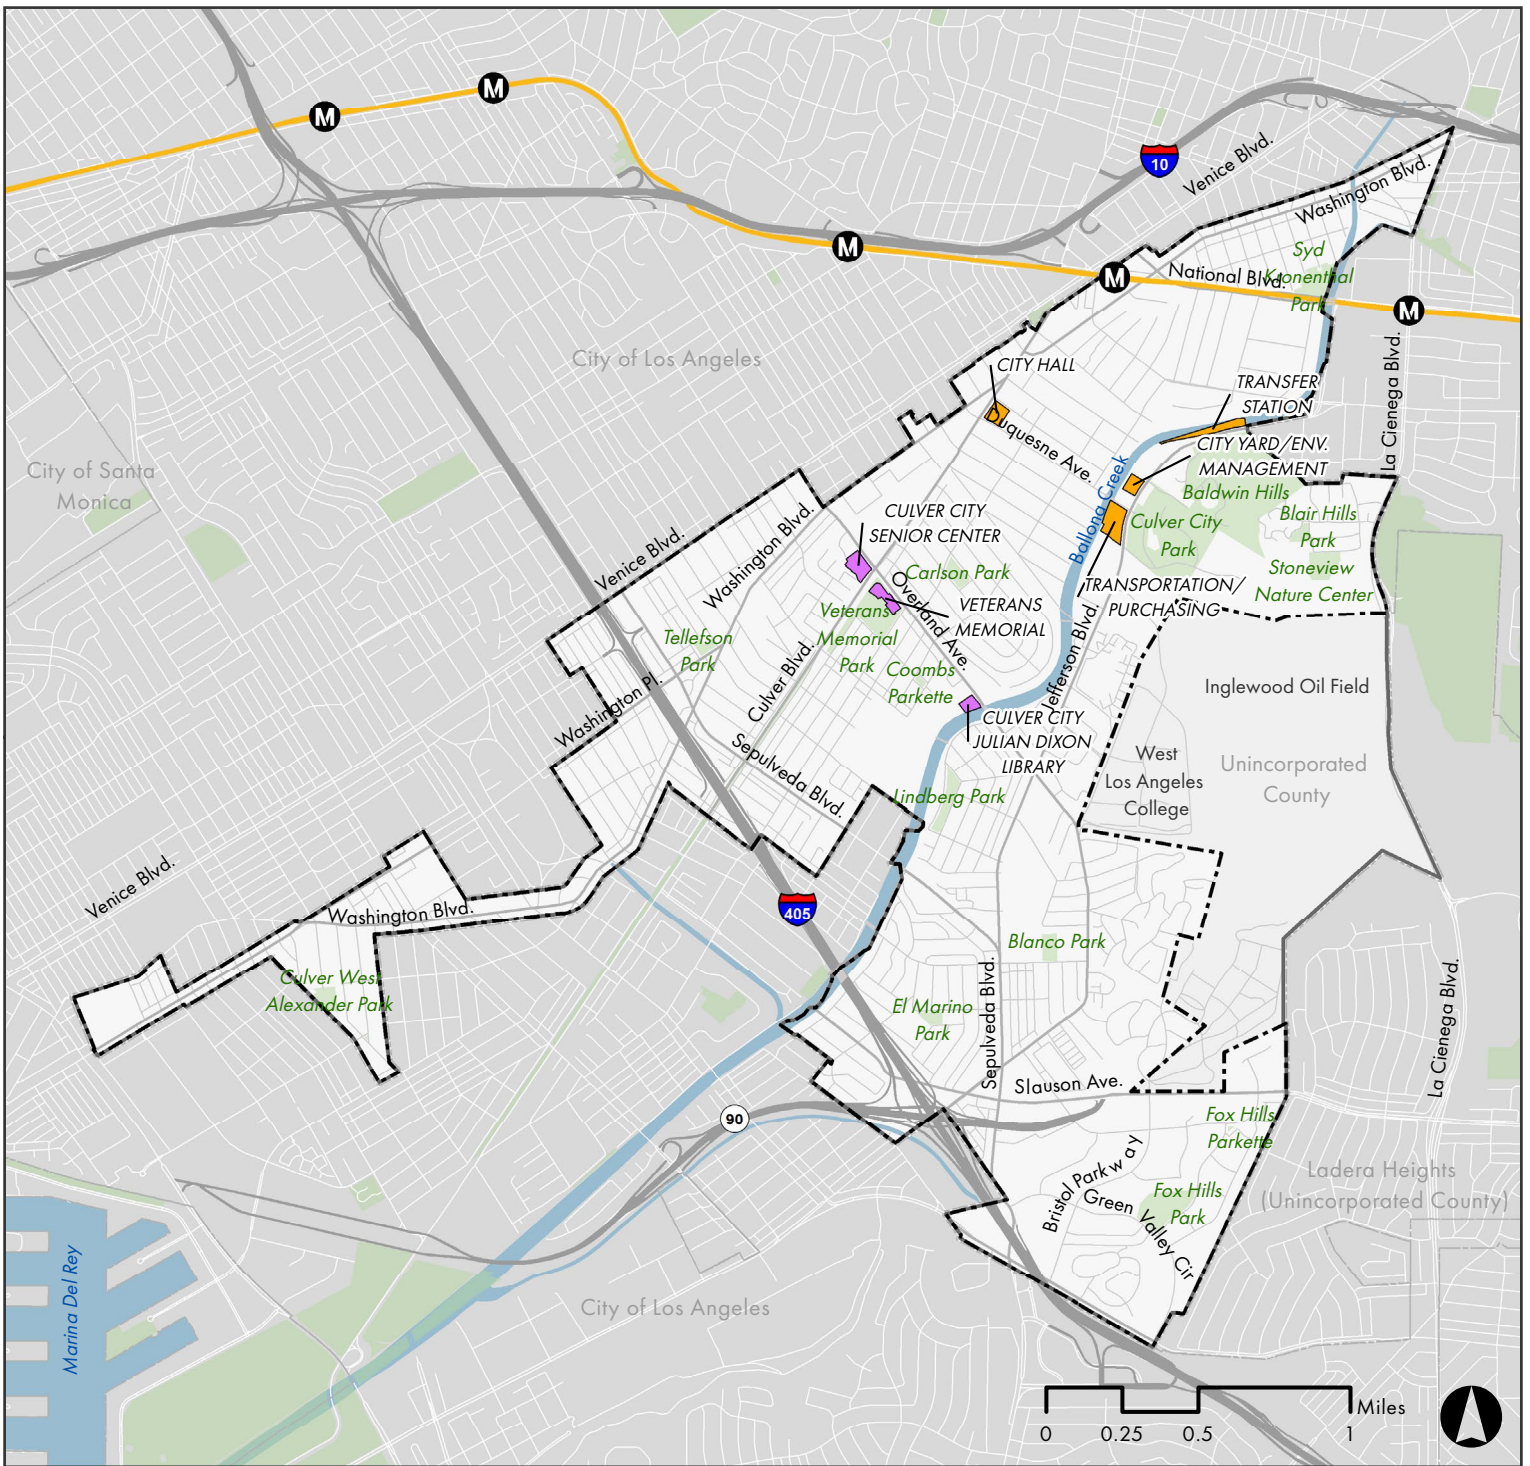 M
M
10
Venice Blvd.
Washington Blvd.
M
M
National Blvd.
Syd
Kronenthal
Park
M
City of Los Angeles
CITY HALL
La Cienega Blvd.
TRANSFER
STATION
Duquesne Ave.
CITY YARD/ENV.
MANAGEMENT
City of Santa
Monica
Ballona Creek
Baldwin Hills
CULVER CITY
SENIOR CENTER
Washington Blvd.
Culver City
Park
Blair Hills
Park
Venice Blvd.
Carlson Park
Stoneview
Nature Center
Overland Ave.
TRANSPORTATION/
PURCHASING
VETERANS
MEMORIAL
Veterans
Memorial
Park
Tellefson
Park
Coombs
Parkette
Jefferson Blvd.
Inglewood Oil Field
Culver Blvd.
Washington Pl.
CULVER CITY
JULIAN DIXON
LIBRARY
West
Los Angeles
College
Unincorporated
County
Sepulveda Blvd.
Lindberg Park
Venice Blvd.
Washington Blvd.
405
Blanco Park
Culver West
Alexander Park
El Marino
Park
Sepulveda Blvd.
La Cienega Blvd.
Slauson Ave.
90
Fox Hills
Parkette
Bristol Parkway
Ladera Heights
(Unincorporated County)
Fox Hills
Park
Green Valley Cir
Marina Del Rey
City of Los Angeles
Miles
0 0.25 0.5 1